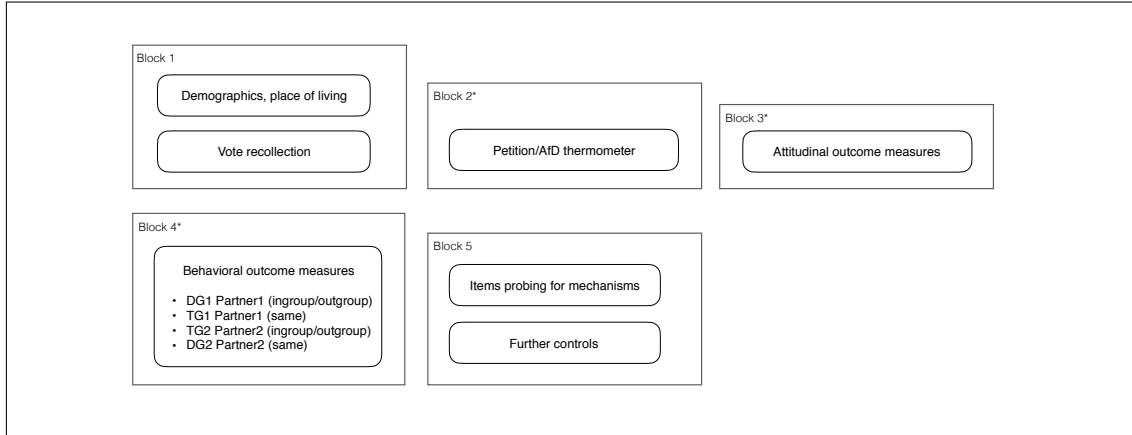 Block 1
Demographics, place of living
Vote recollection
Block 2*
Petition/AfD thermometer
Block 3*
Attitudinal outcome measures
Block 4*
Behavioral outcome measures
• DG1 Partner1 (ingroup/outgroup)
• TG1 Partner1 (same)
• TG2 Partner2 (ingroup/outgroup)
• DG2 Partner2 (same)
Block 5
Items probing for mechanisms
Further controls